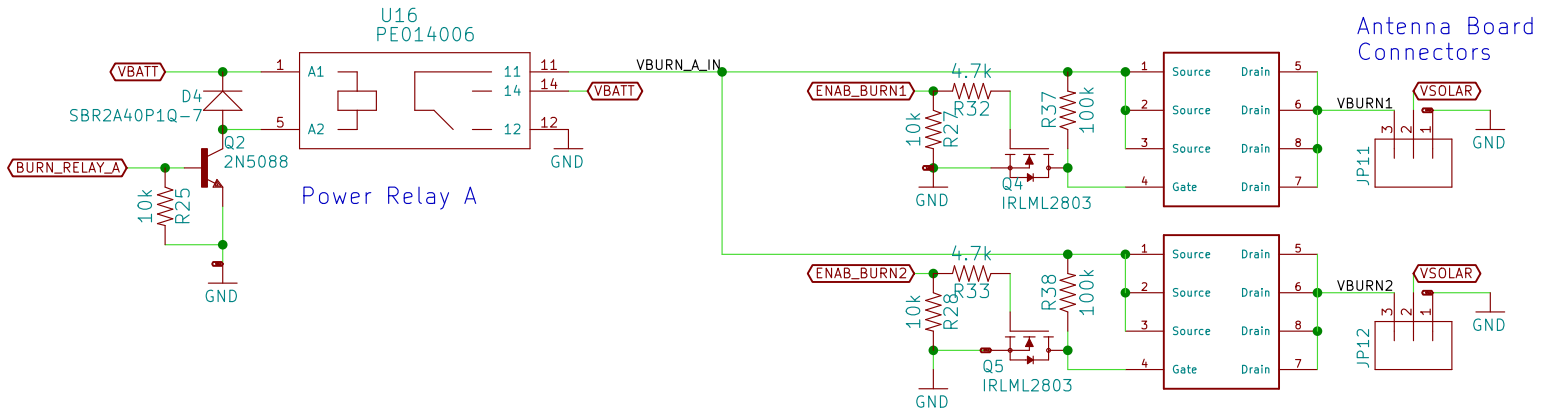 U16
PE014006
Antenna Board
Connectors
VBATT
1
A1
11
11
VBURN_A_IN
14
14
VBATT
D4
SBR2A40P1Q-7
5
A2
12
12
GND
Q2
2N5088
BURN_RELAY_A
10k
R25
GND
Power Relay A
ENAB_BURN1
4.7k
R32
10k
R27
GND
Q4
IRLML2803
R37
100k
1
Source
Drain
5
2
Source
Drain
6
3
Source
Drain
8
4
Gate
Drain
7
VBURN1
VSOLAR
3
2
1
GND
JP11
ENAB_BURN2
4.7k
R33
10k
R28
GND
Q5
IRLML2803
R38
100k
1
Source
Drain
5
2
Source
Drain
6
3
Source
Drain
8
4
Gate
Drain
7
VBURN2
VSOLAR
3
2
1
GND
JP12